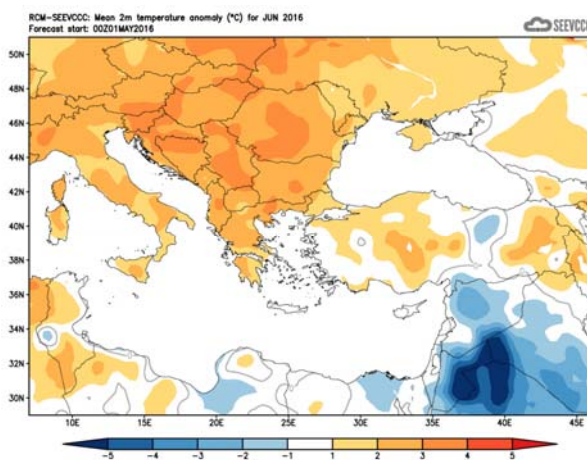 RCM-SEEVCCC: Mean 2m temperature anomaly (°C) for JUN 2016
Forecast start: 00Z01MAY2016
SEEVCCC
50N
48N
46N
44N
42N
40N
38N
36N
34N
32N
30N
10E 15E 20E 25E 30E 35E 40E 45E
-5 -4 -3 -2 -1 1 2 3 4 5